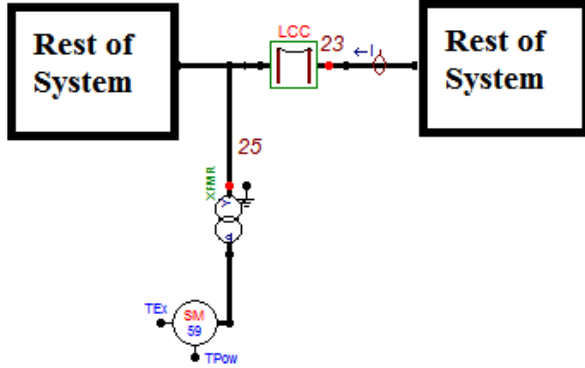 Rest of
System
LCC
23
←I
Rest of
System
25
XFMR
Y
TEx
SM
59
TPow